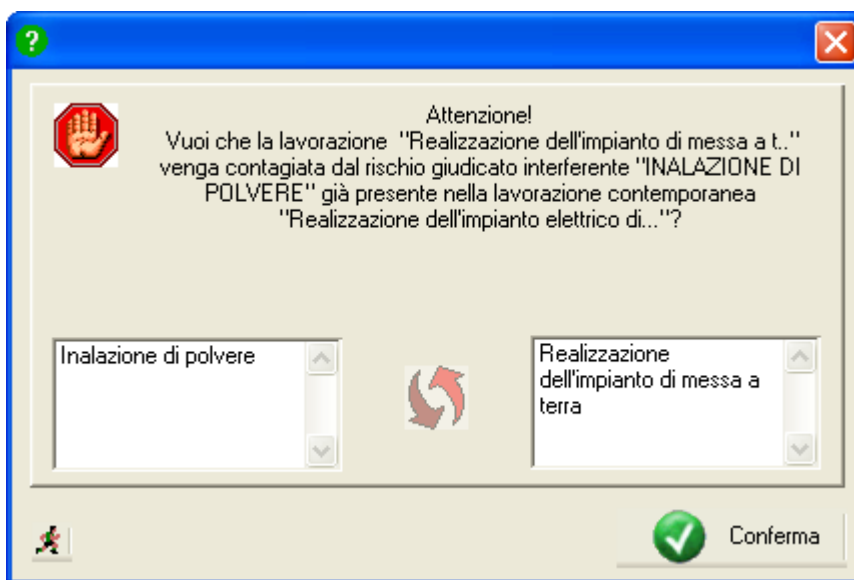 Attenzione!
Vuoi che la lavorazione "Realizzazione dell'impianto di messa a t.."
venga contagiata dal rischio giudicato interferente "INALAZIONE DI
POLVERE" già presente nella lavorazione contemporanea
"Realizzazione dell'impianto elettrico di..."?
Inalazione di polvere
Realizzazione
dell'impianto di messa a
terra
Conferma